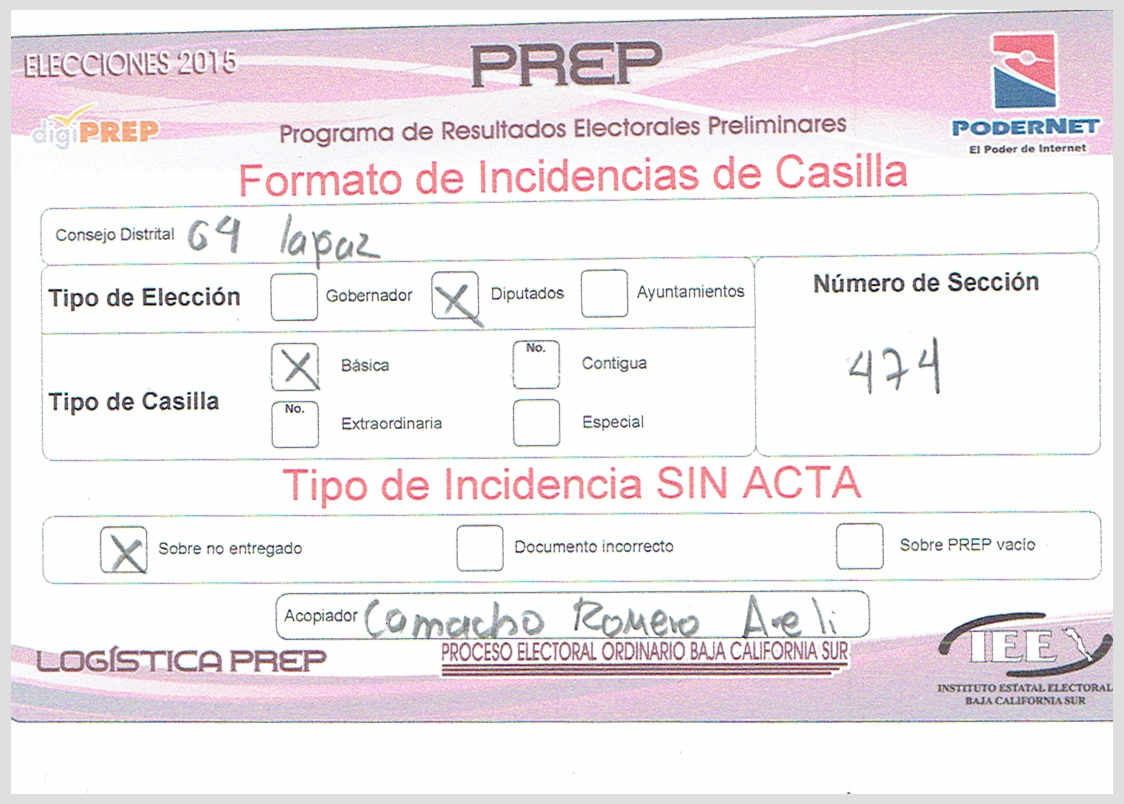 ELECCIONES 2015
PREP
digiPREP
Programa de Resultados Electorales Preliminares
PODERNET
El Poder de Internet
Formato de Incidencias de Casilla
Consejo Distrital 64 lapaz
Tipo de Elección Gobernador X Diputados Ayuntamientos
Número de Sección
474
Tipo de Casilla
X Básica No. Contigua
No. Extraordinaria Especial
Tipo de Incidencia SIN ACTA
X Sobre no entregado Documento incorrecto Sobre PREP vacío
Acopiador Camacho Romero Areli
LOGÍSTICA PREP
PROCESO ELECTORAL ORDINARIO BAJA CALIFORNIA SUR
IEE
INSTITUTO ESTATAL ELECTORAL
BAJA CALIFORNIA SUR